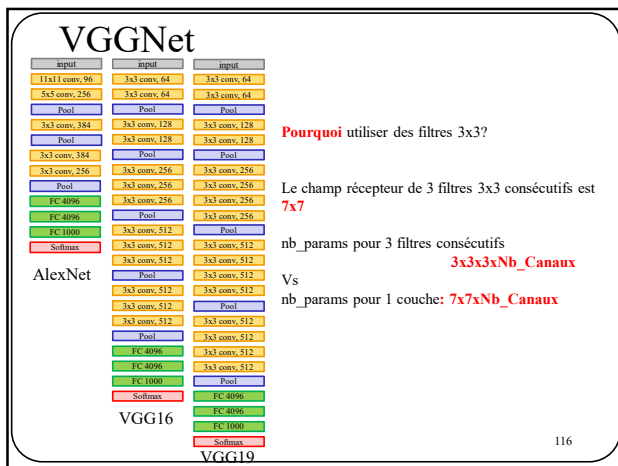 VGGNet
input
11x11 conv, 96
5x5 conv, 256
Pool
3x3 conv, 384
Pool
3x3 conv, 384
3x3 conv, 256
Pool
FC 4096
FC 4096
FC 1000
Softmax
AlexNet
input
3x3 conv, 64
3x3 conv, 64
Pool
3x3 conv, 128
3x3 conv, 128
Pool
3x3 conv, 256
3x3 conv, 256
3x3 conv, 256
Pool
3x3 conv, 512
3x3 conv, 512
3x3 conv, 512
Pool
3x3 conv, 512
3x3 conv, 512
3x3 conv, 512
Pool
FC 4096
FC 4096
FC 1000
Softmax
VGG16
input
3x3 conv, 64
3x3 conv, 64
Pool
3x3 conv, 128
3x3 conv, 128
Pool
3x3 conv, 256
3x3 conv, 256
3x3 conv, 256
3x3 conv, 256
Pool
3x3 conv, 512
3x3 conv, 512
3x3 conv, 512
3x3 conv, 512
Pool
3x3 conv, 512
3x3 conv, 512
3x3 conv, 512
3x3 conv, 512
Pool
FC 4096
FC 4096
FC 1000
Softmax
VGG19
Pourquoi utiliser des filtres 3x3?
Le champ récepteur de 3 filtres 3x3 consécutifs est
7x7
nb_params pour 3 filtres consécutifs
3x3x3xNb_Canaux
Vs
nb_params pour 1 couche: 7x7xNb_Canaux
116